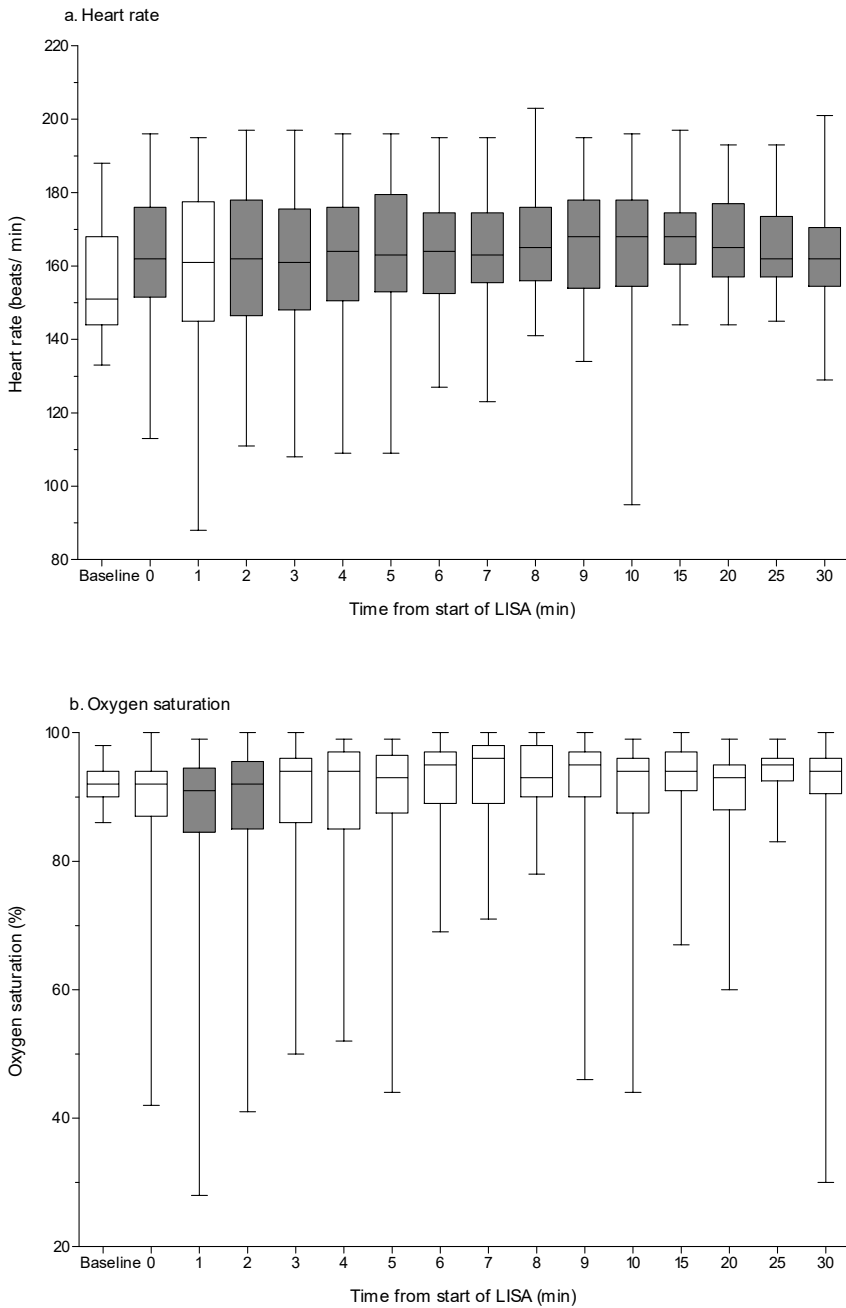 a. Heart rate
220
200
180
160
140
120
100
80
Heart rate (beats/ min)
Baseline 0 1 2 3 4 5 6 7 8 9 10 15 20 25 30
Time from start of LISA (min)
b. Oxygen saturation
100
80
60
40
20
Oxygen saturation (%)
Baseline 0 1 2 3 4 5 6 7 8 9 10 15 20 25 30
Time from start of LISA (min)